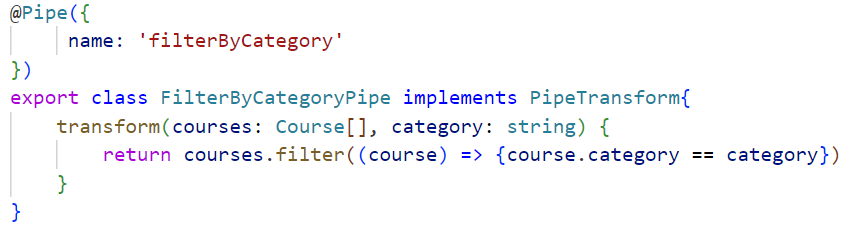 @Pipe({
name: 'filterByCategory'
})
export class FilterByCategoryPipe implements PipeTransform{
transform(courses: Course[], category: string) {
return courses.filter((course) => {course.category == category})
}
}